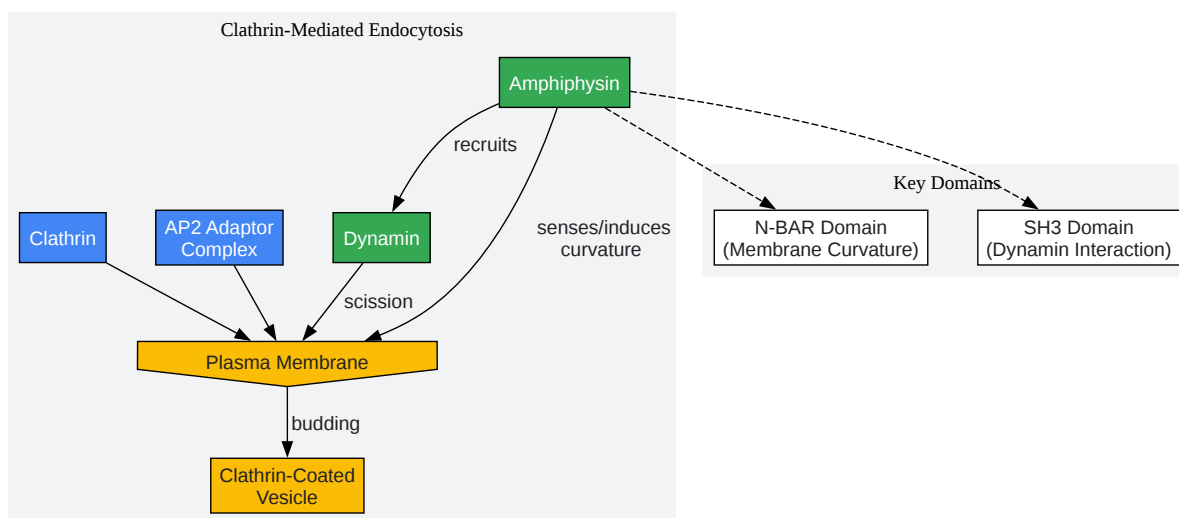 Clathrin-Mediated Endocytosis
Amphiphysin
recruits
Key Domains
Clathrin
AP2 Adaptor
Complex
Dynamin
senses/induces
curvature
N-BAR Domain
(Membrane Curvature)
SH3 Domain
(Dynamin Interaction)
scission
Plasma Membrane
budding
Clathrin-Coated
Vesicle